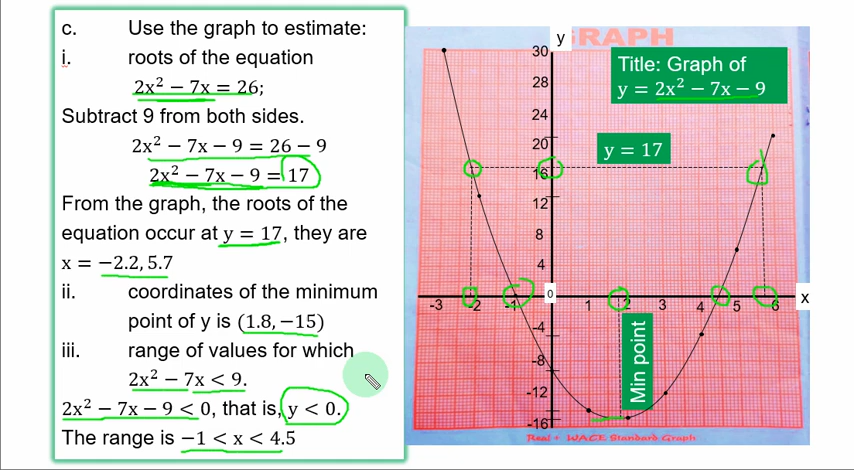 c. Use the graph to estimate:
i. roots of the equation
2x² − 7x = 26;
Subtract 9 from both sides.
2x² − 7x − 9 = 26 − 9
2x² − 7x − 9 = 17
From the graph, the roots of the
equation occur at y = 17, they are
x = −2.2, 5.7
ii. coordinates of the minimum
point of y is (1.8, −15)
iii. range of values for which
2x² − 7x < 9.
2x² − 7x − 9 < 0, that is, y < 0.
The range is −1 < x < 4.5
GRAPH
y
Title: Graph of
y = 2x² − 7x − 9
y = 17
30
28
24
20
16
12
8
4
0
-4
-8
-12
-16
-3 -2 -1 1 2 3 4 5 6 x
Min point
Real + WACE Standard Graph